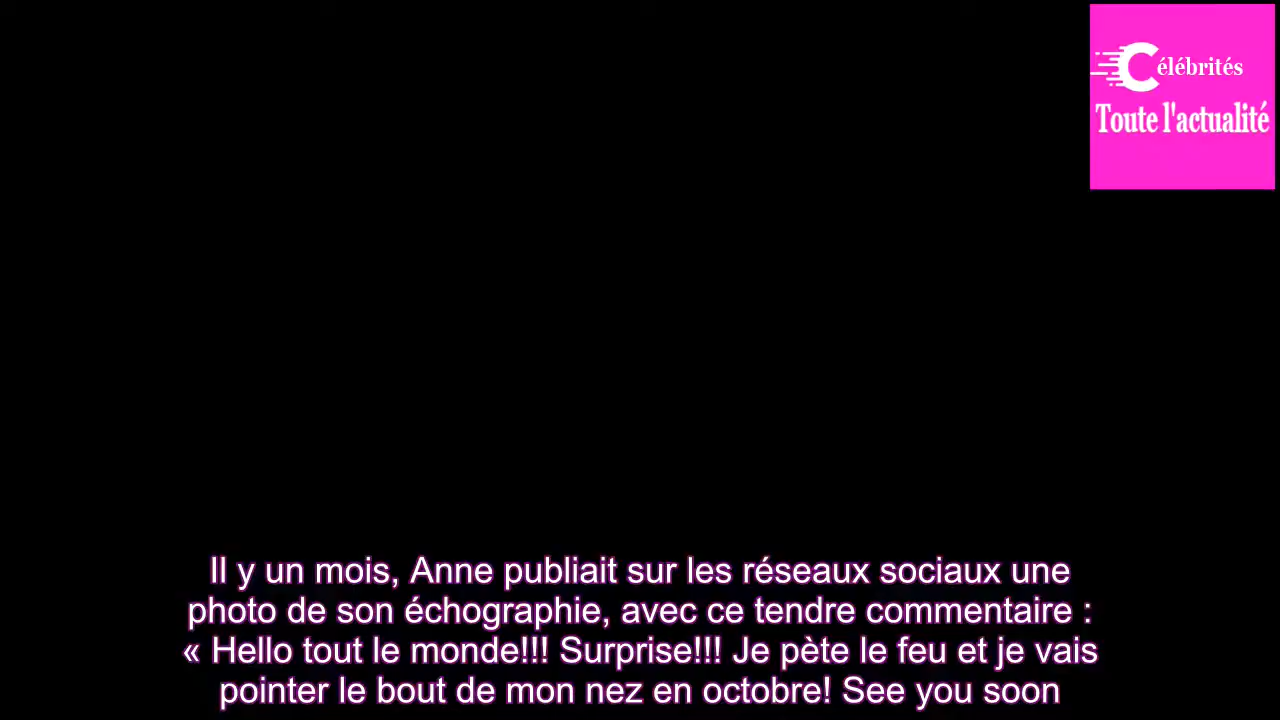 Célébrités
Toute l'actualité
Il y un mois, Anne publiait sur les réseaux sociaux une
photo de son échographie, avec ce tendre commentaire :
« Hello tout le monde!!! Surprise!!! Je pète le feu et je vais
pointer le bout de mon nez en octobre! See you soon